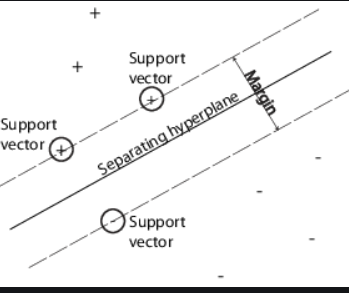 +
Support
vector
+
+
Margin
Support
vector
+
Separating hyperplane
-
-
-
Support
vector
-
-